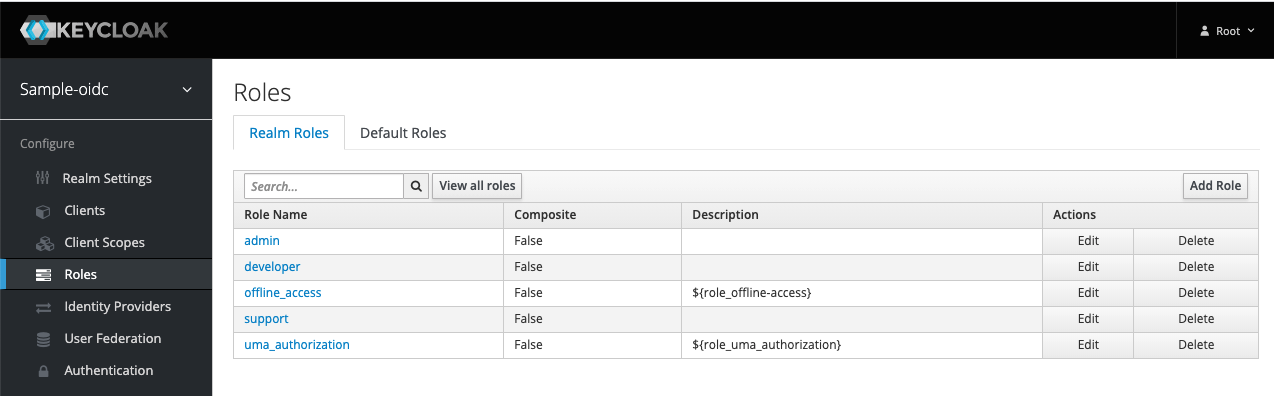 KEYCLOAK
Root
Sample-oidc
Configure
Realm Settings
Clients
Client Scopes
Roles
Identity Providers
User Federation
Authentication
Roles
Realm Roles Default Roles
Search... View all roles Add Role
Role Name Composite Description Actions
admin False Edit Delete
developer False Edit Delete
offline_access False ${role_offline-access} Edit Delete
support False Edit Delete
uma_authorization False ${role_uma_authorization} Edit Delete